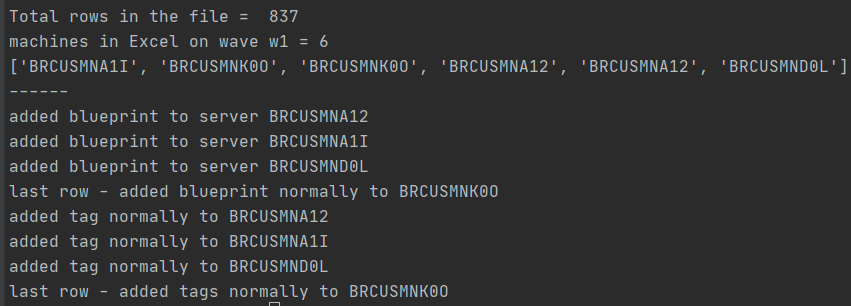 Total rows in the file =  837
machines in Excel on wave w1 = 6
['BRCUSMNA1I', 'BRCUSMNK0O', 'BRCUSMNK0O', 'BRCUSMNA12', 'BRCUSMNA12', 'BRCUSMND0L']
------
added blueprint to server BRCUSMNA12
added blueprint to server BRCUSMNA1I
added blueprint to server BRCUSMND0L
last row - added blueprint normally to BRCUSMNK0O
added tag normally to BRCUSMNA12
added tag normally to BRCUSMNA1I
added tag normally to BRCUSMND0L
last row - added tags normally to BRCUSMNK0O